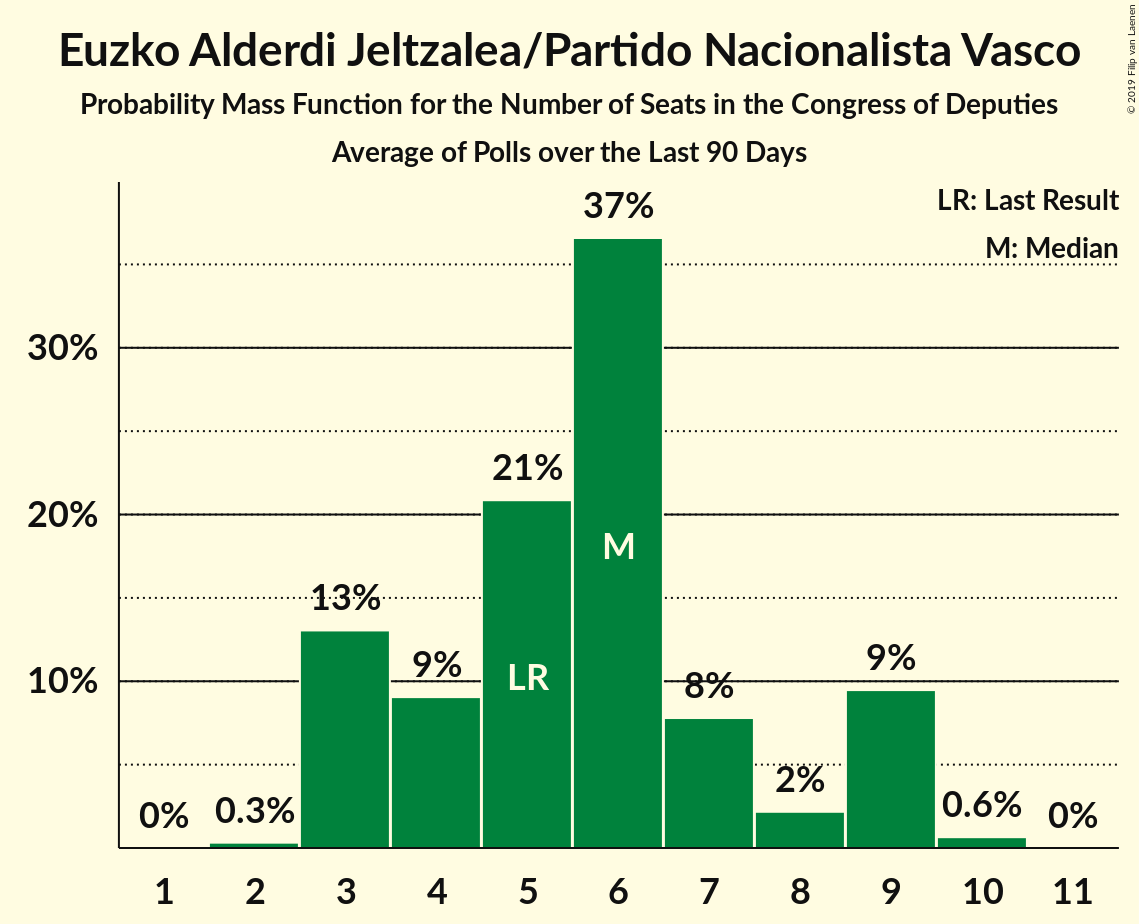 Euzko Alderdi Jeltzalea/Partido Nacionalista Vasco
Probability Mass Function for the Number of Seats in the Congress of Deputies
Average of Polls over the Last 90 Days
© 2019 Filip van Laenen
LR: Last Result
M: Median
30%
20%
10%
0%
0.3%
13%
9%
21%
37%
8%
2%
9%
0.6%
0%
LR
M
1 2 3 4 5 6 7 8 9 10 11